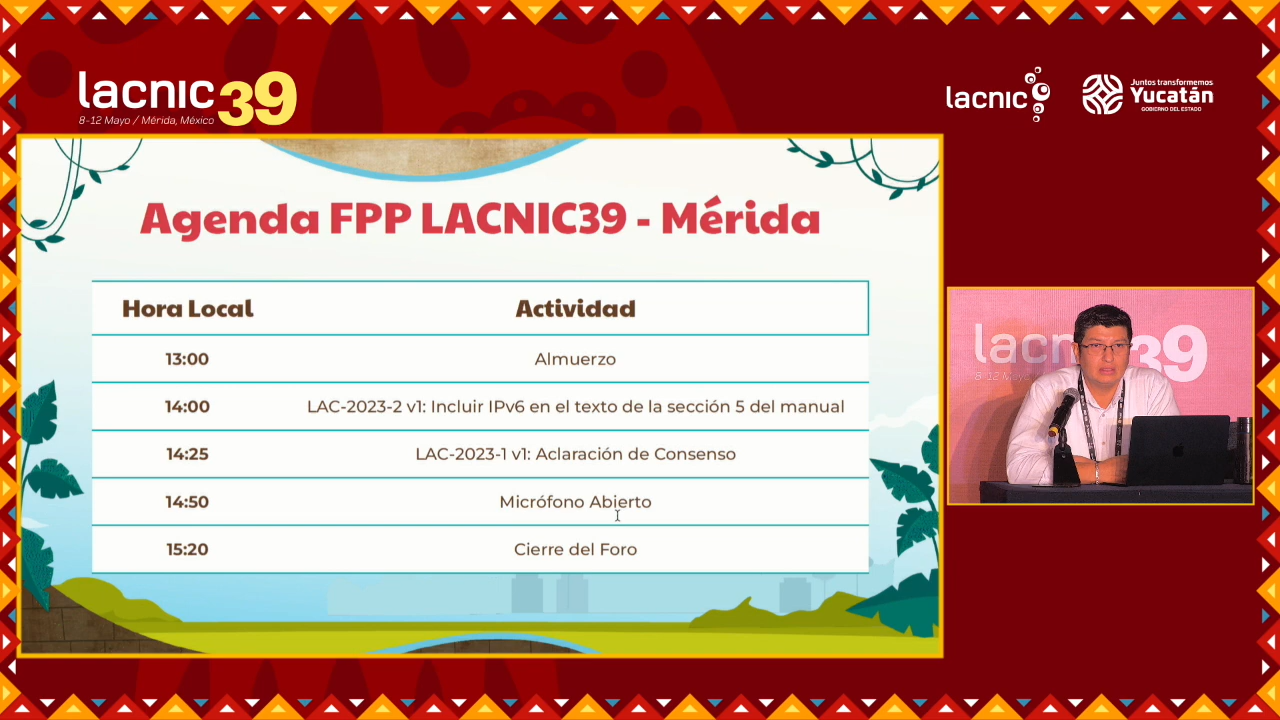 lacnic 39
8-12 Mayo / Mérida, México
lacnic
Juntos transformemos
Yucatán
GOBIERNO DEL ESTADO
Agenda FPP LACNIC39 - Mérida
Hora Local Actividad
13:00 Almuerzo
14:00 LAC-2023-2 v1: Incluir IPv6 en el texto de la sección 5 del manual
14:25 LAC-2023-1 v1: Aclaración de Consenso
14:50 Micrófono Abierto
15:20 Cierre del Foro
39
8-12